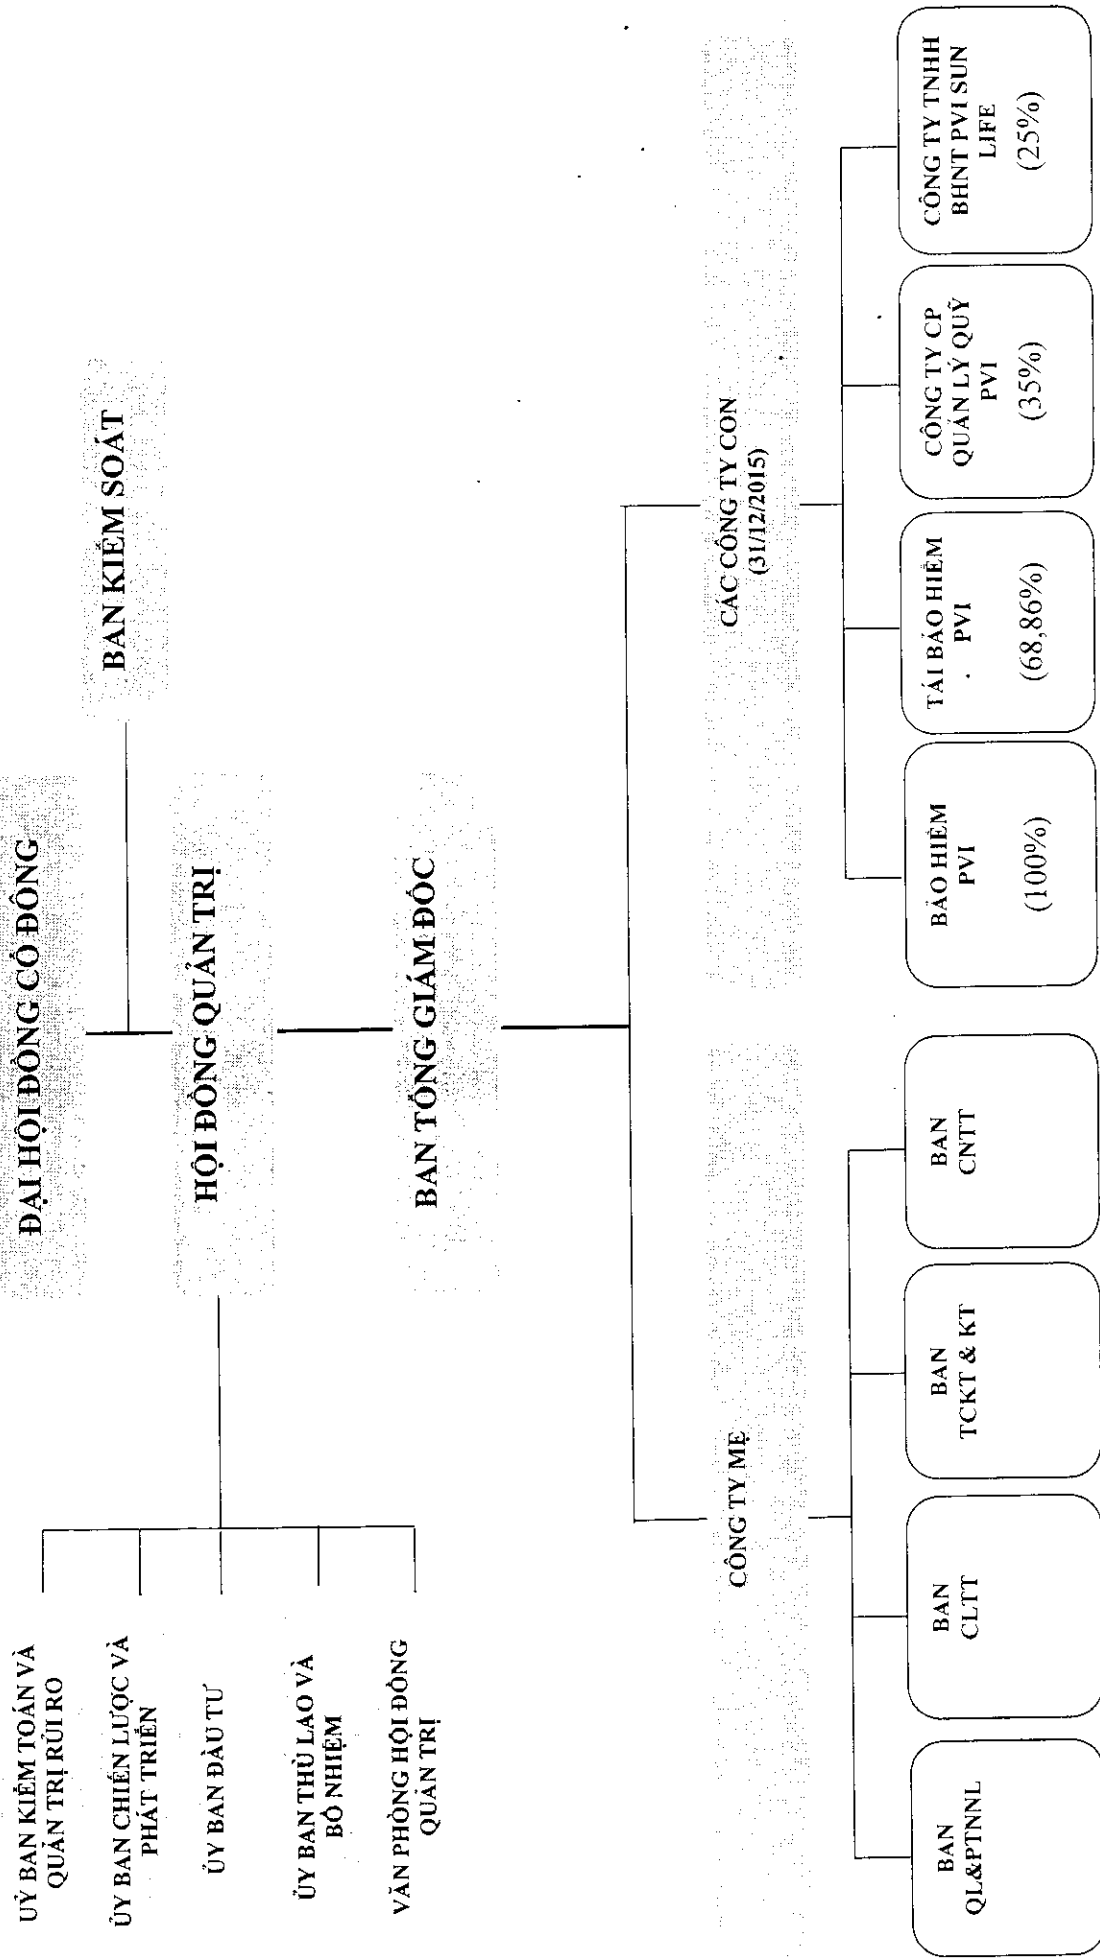 ĐẠI HỘI ĐỒNG CỔ ĐÔNG
BAN KIỂM SOÁT
HỘI ĐỒNG QUẢN TRỊ
UỶ BAN KIỂM TOÁN VÀ
QUẢN TRỊ RỦI RO
ỦY BAN CHIẾN LƯỢC VÀ
PHÁT TRIỂN
ỦY BAN ĐẦU TƯ
ỦY BAN THÙ LAO VÀ
BỔ NHIỆM
VĂN PHÒNG HỘI ĐỒNG
QUẢN TRỊ
BAN TỔNG GIÁM ĐỐC
CÔNG TY MẸ
CÁC CÔNG TY CON
(31/12/2015)
BAN
QL&PTNNL
BAN
CLTT
BAN
TCKT & KT
BAN
CNTT
BẢO HIỂM
PVI
(100%)
TÁI BẢO HIỂM
PVI
(68,86%)
CÔNG TY CP
QUẢN LÝ QUỸ
PVI
(35%)
CÔNG TY TNHH
BHNT PVI SUN
LIFE
(25%)